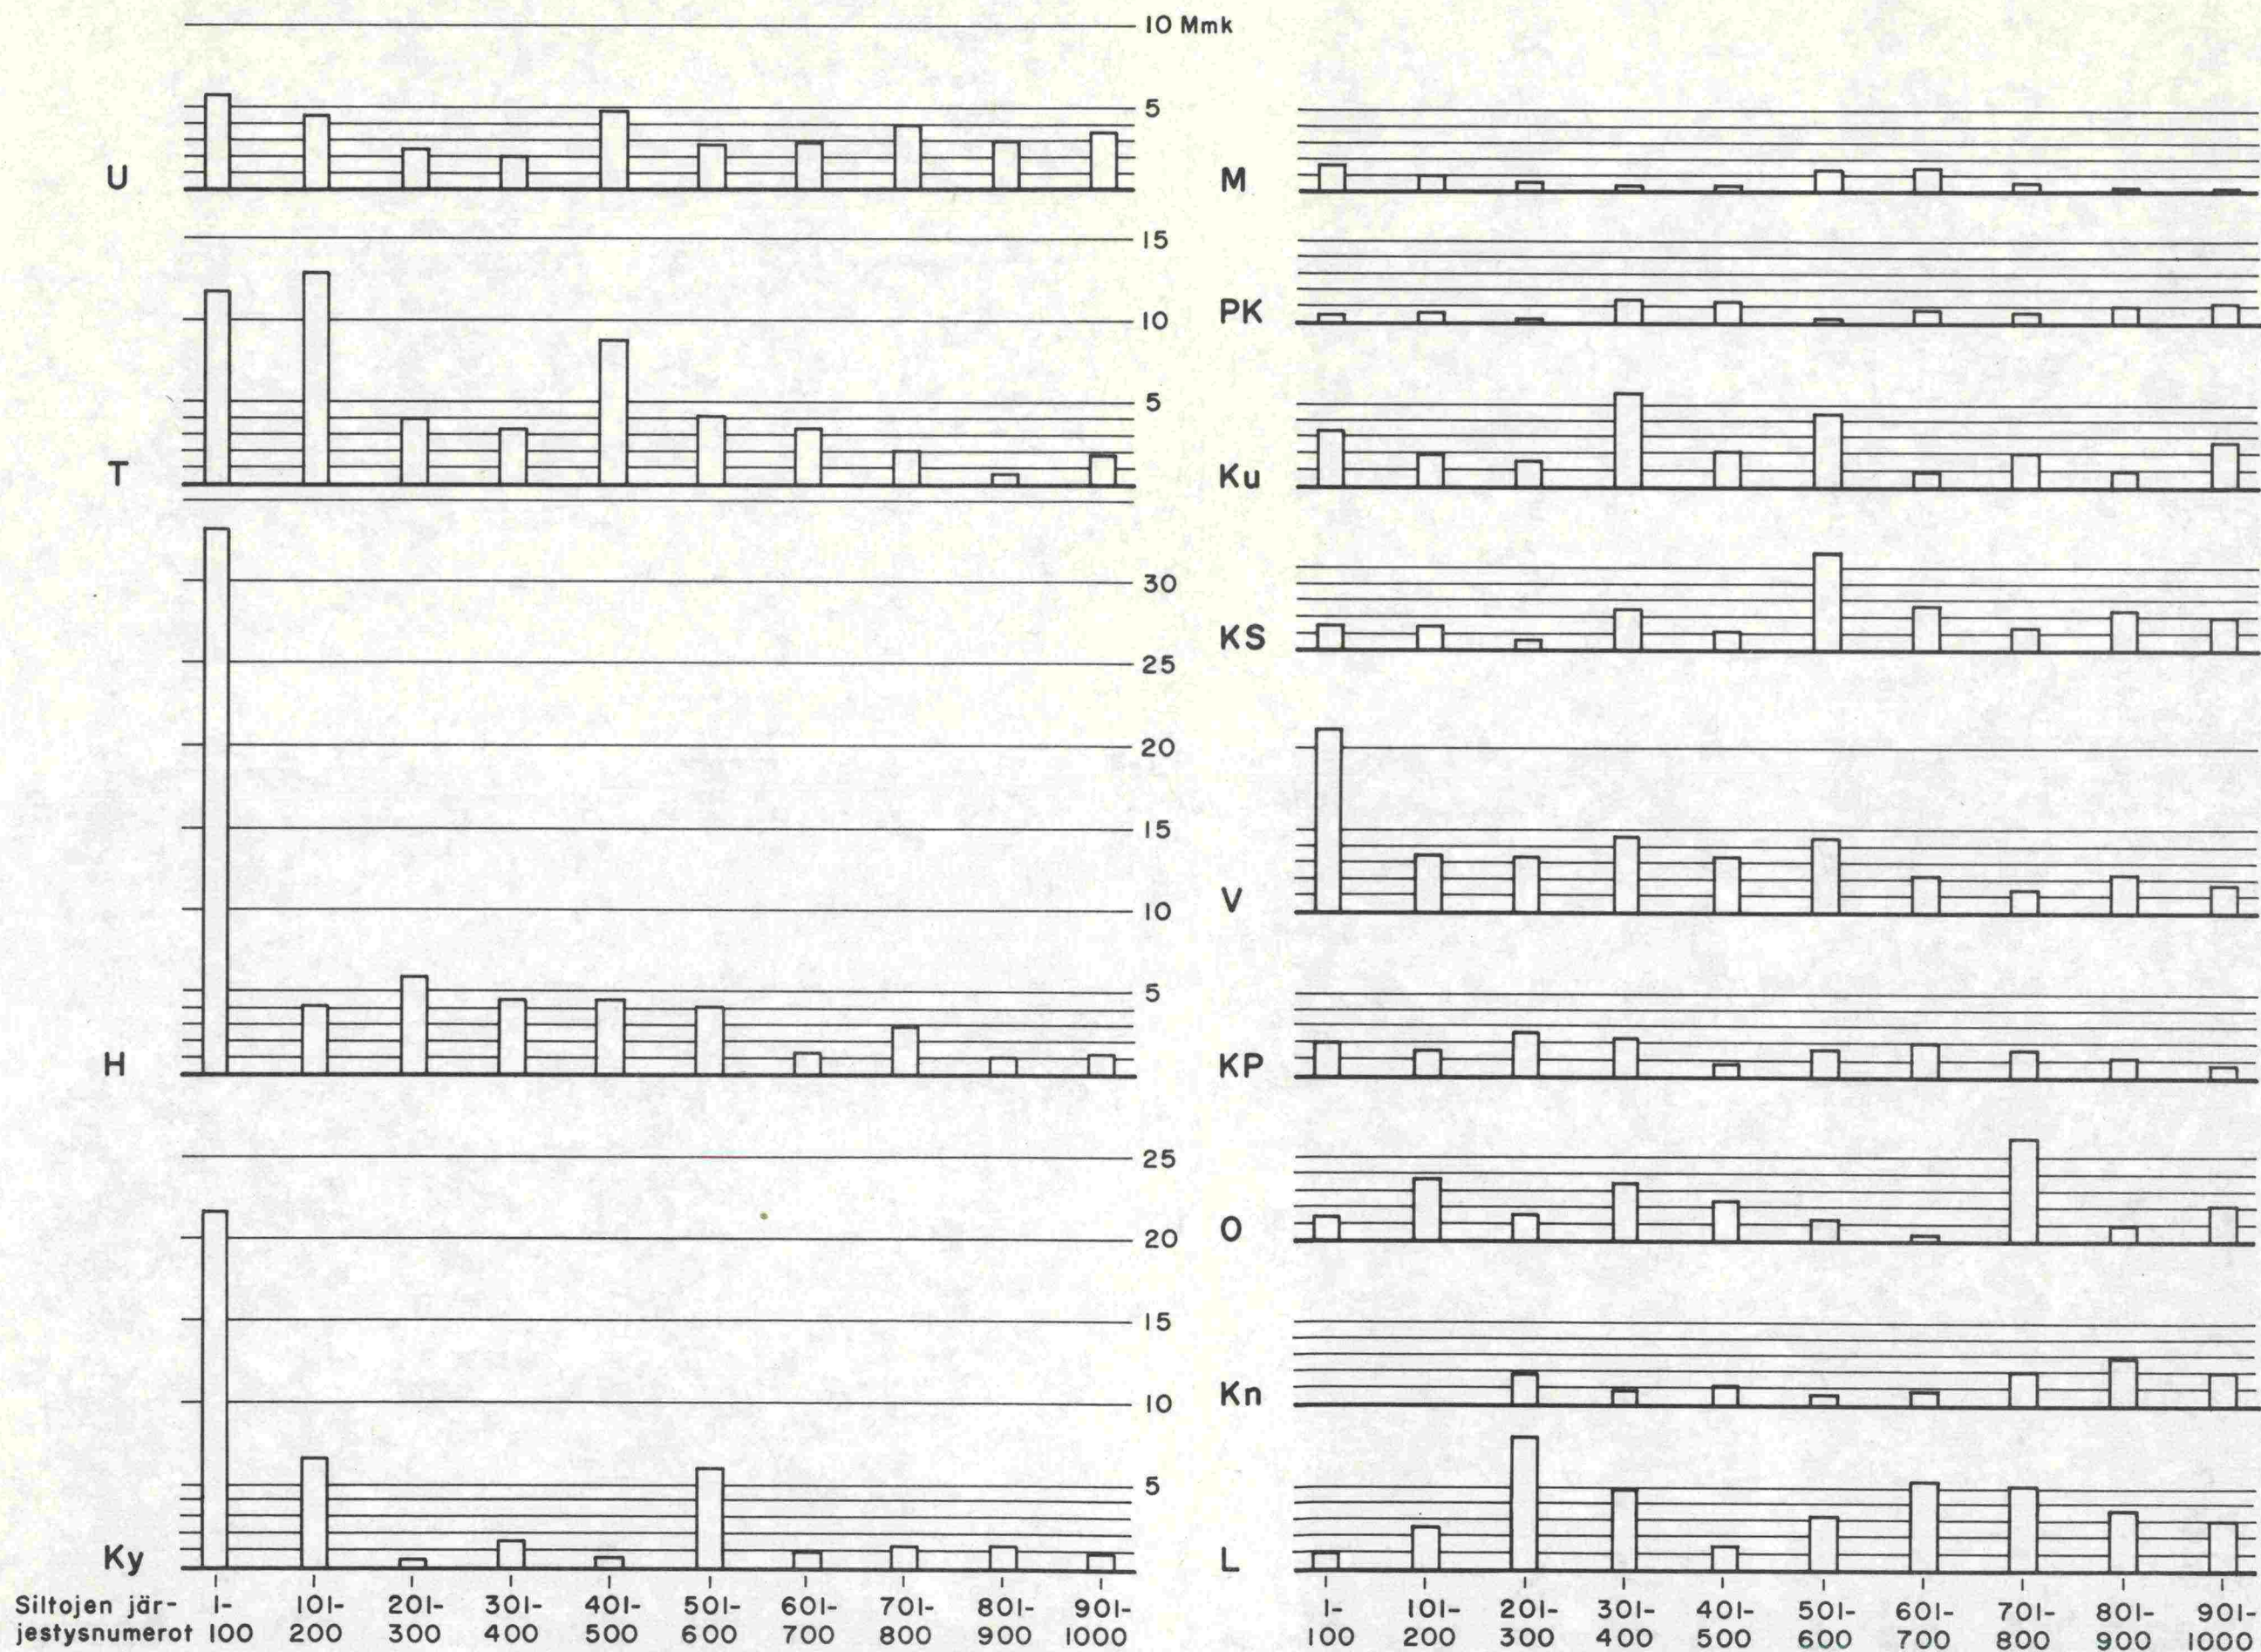 10 Mmk
5
U
15
10
5
T
30
25
20
15
10
5
H
25
20
15
10
5
Ky
Siltojen jär- 1- 101- 201- 301- 401- 501- 601- 701- 801- 901-
jestysnumerot 100 200 300 400 500 600 700 800 900 1000
M
PK
Ku
KS
V
KP
O
Kn
L
1- 101- 201- 301- 401- 501- 601- 701- 801- 901-
100 200 300 400 500 600 700 800 900 1000